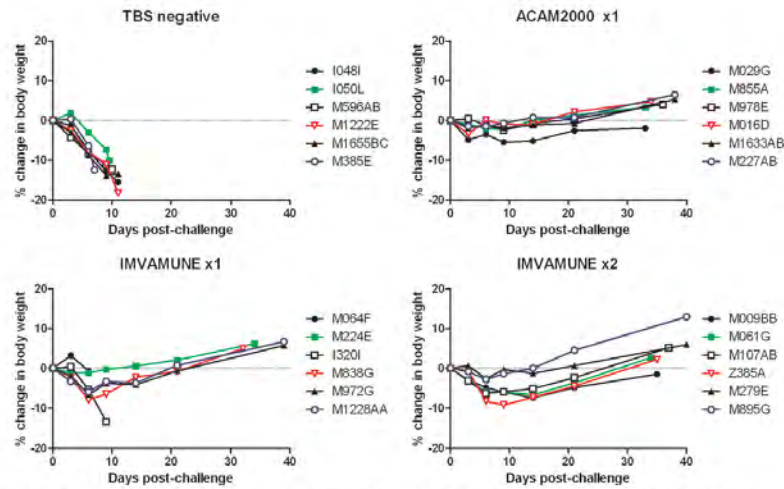 TBS negative
20
10
0
-10
-20
0 10 20 30 40
% change in body weight
Days post-challenge
I048I
I050L
M596AB
M1222E
M1655BC
M385E
ACAM2000 x1
20
10
0
-10
-20
0 10 20 30 40
% change in body weight
Days post-challenge
M029G
M855A
M978E
M016D
M1633AB
M227AB
IMVAMUNE x1
20
10
0
-10
-20
0 10 20 30 40
% change in body weight
Days post-challenge
M064F
M224E
I320I
M838G
M972G
M1228AA
IMVAMUNE x2
20
10
0
-10
-20
0 10 20 30 40
% change in body weight
Days post-challenge
M009BB
M061G
M107AB
Z385A
M279E
M895G